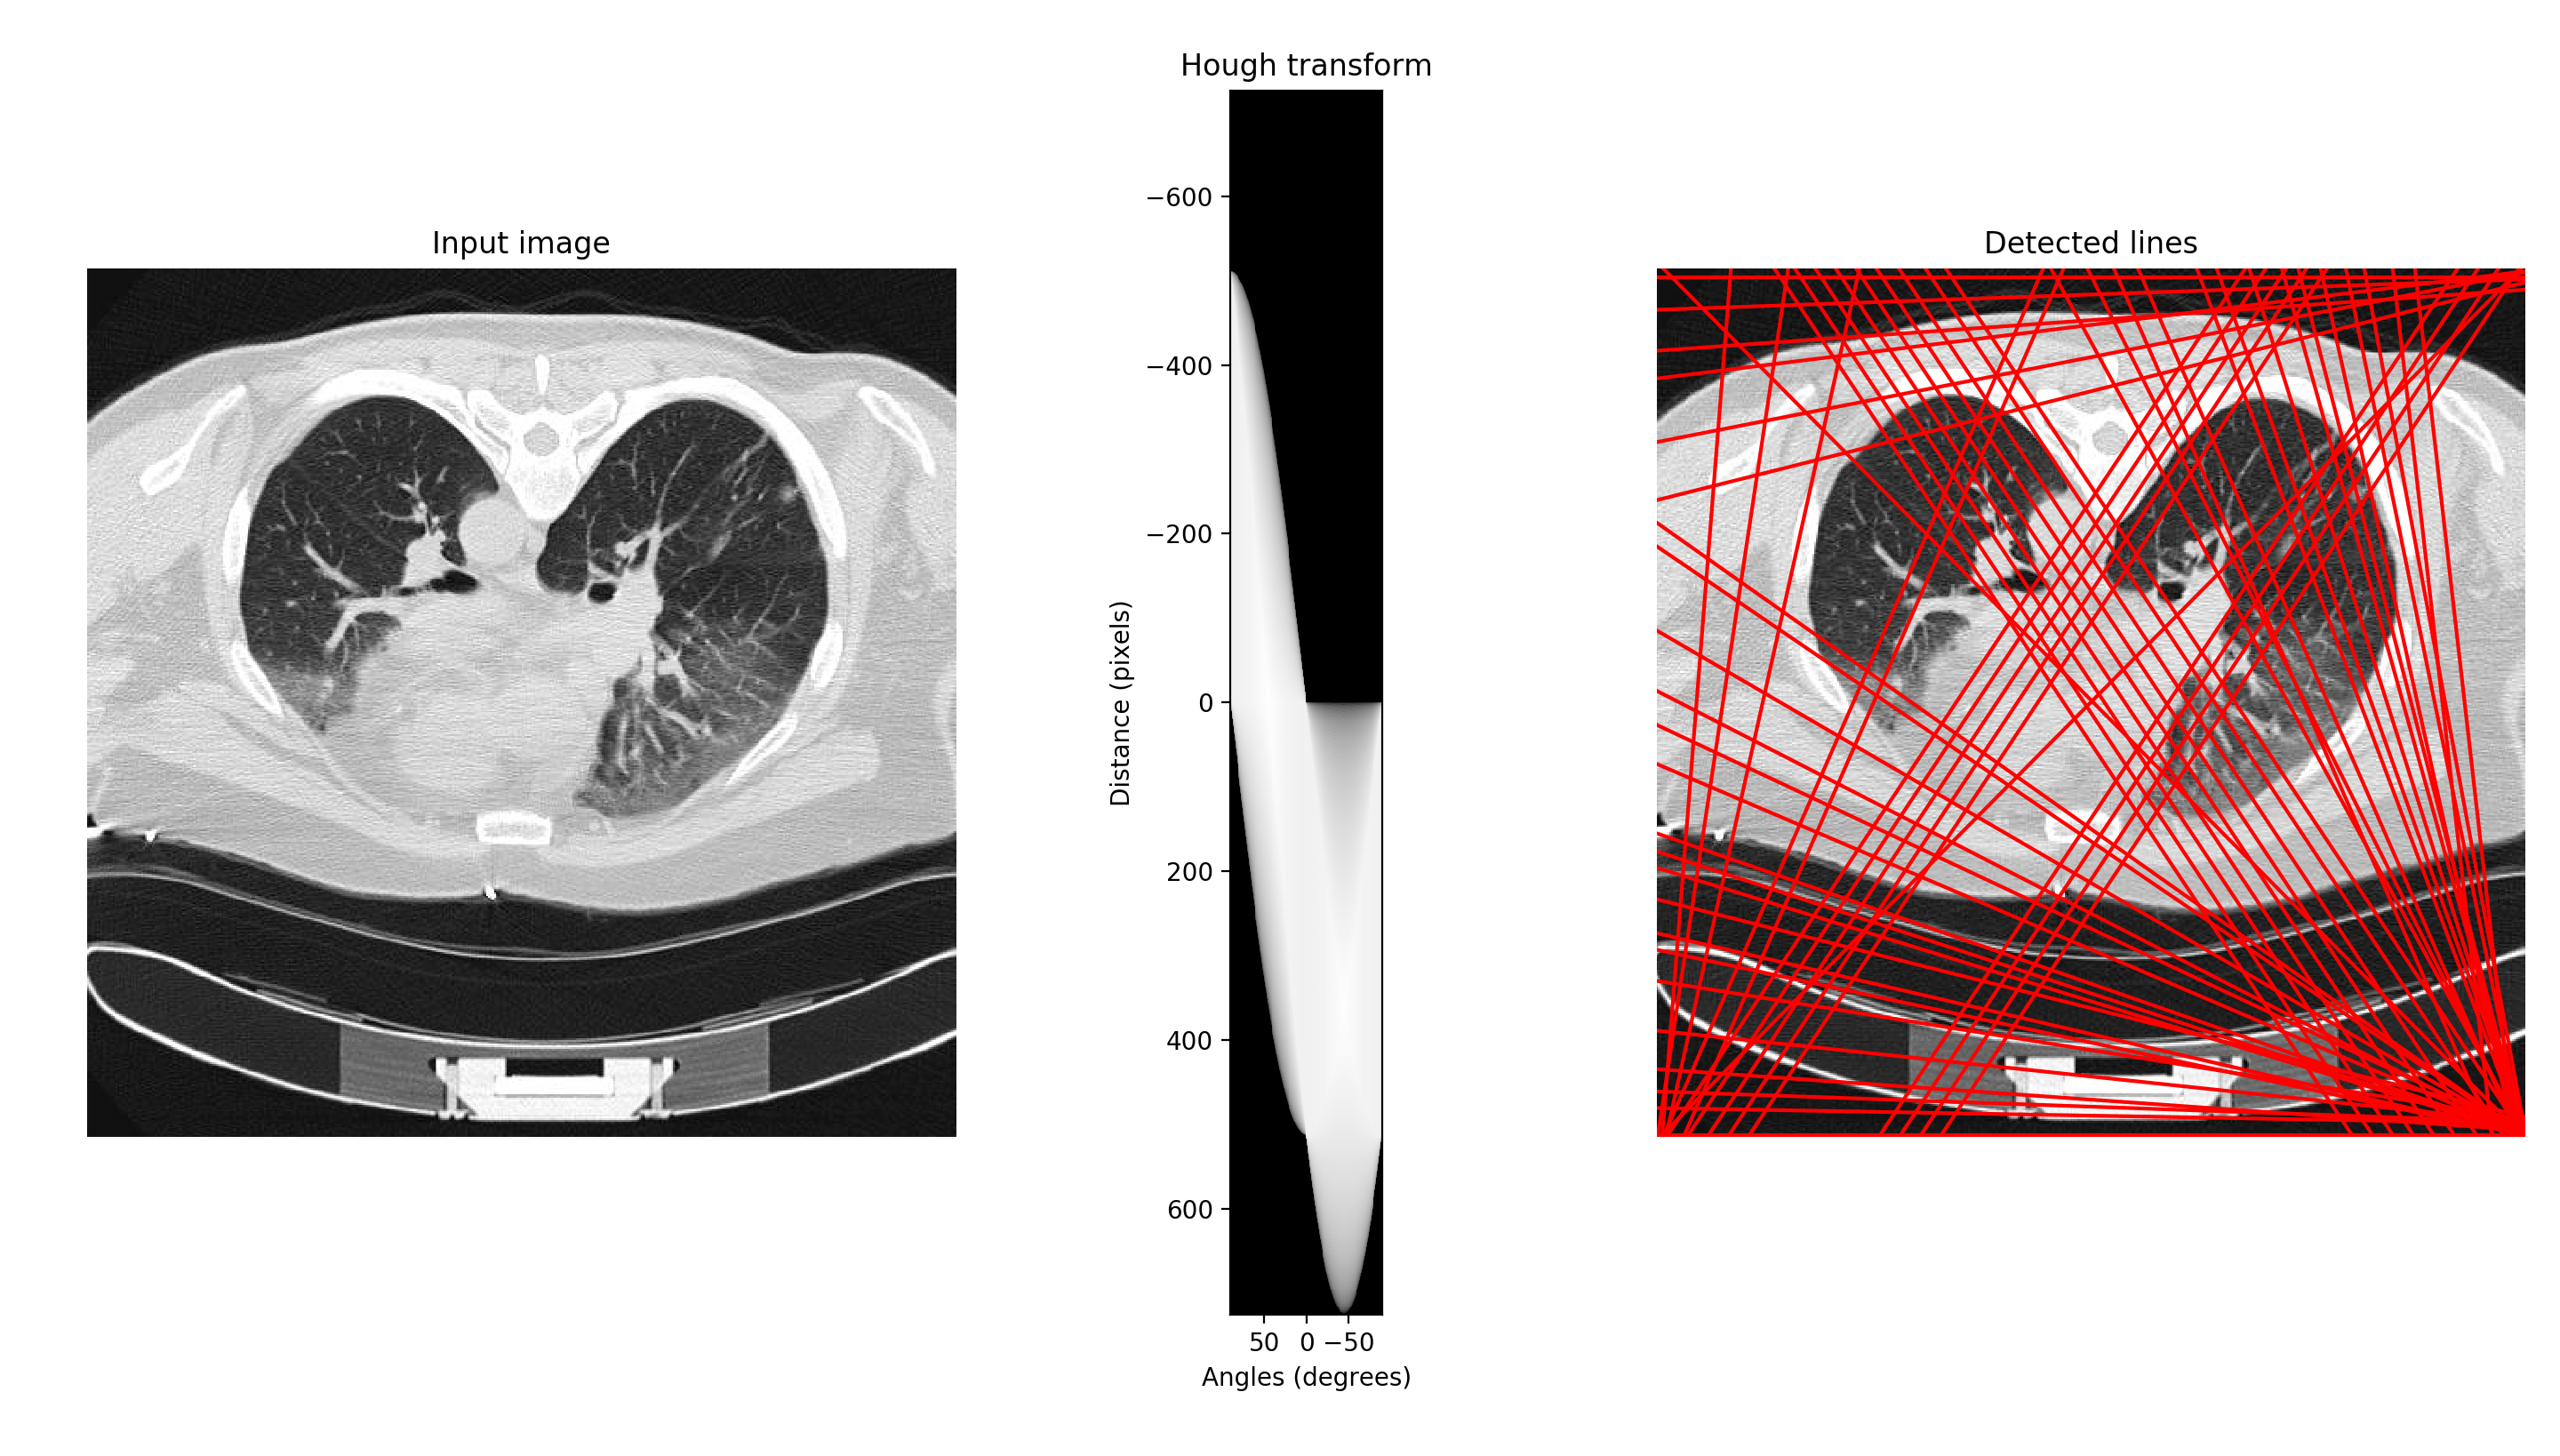 Hough transform
Input image
Detected lines
−600
−400
−200
0
200
400
600
Distance (pixels)
50 0 −50
Angles (degrees)